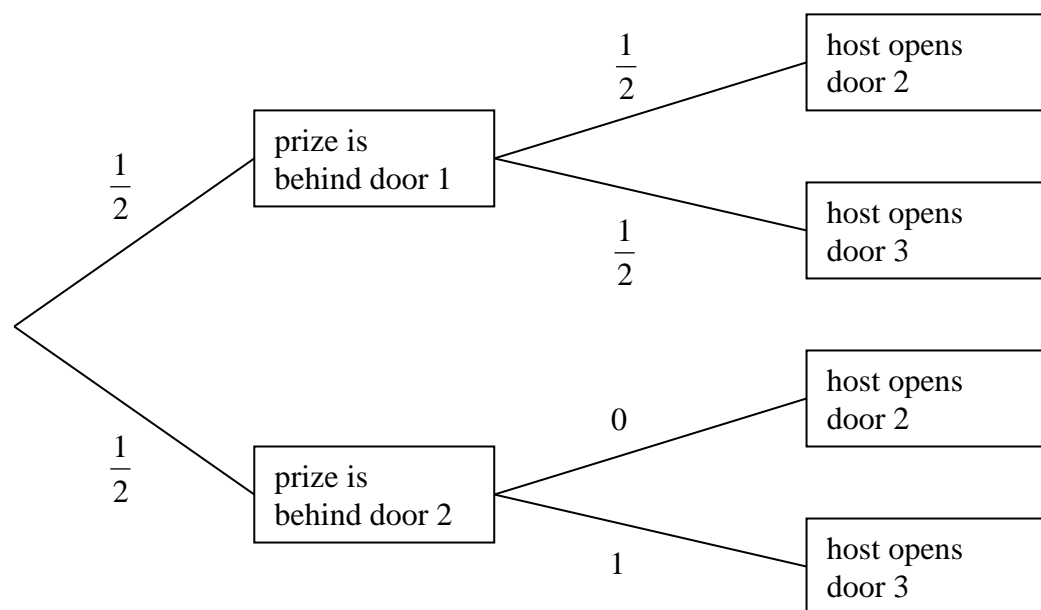 1
2
host opens
door 2
prize is
behind door 1
1
2
1
2
host opens
door 3
1
2
prize is
behind door 2
0
host opens
door 2
1
host opens
door 3